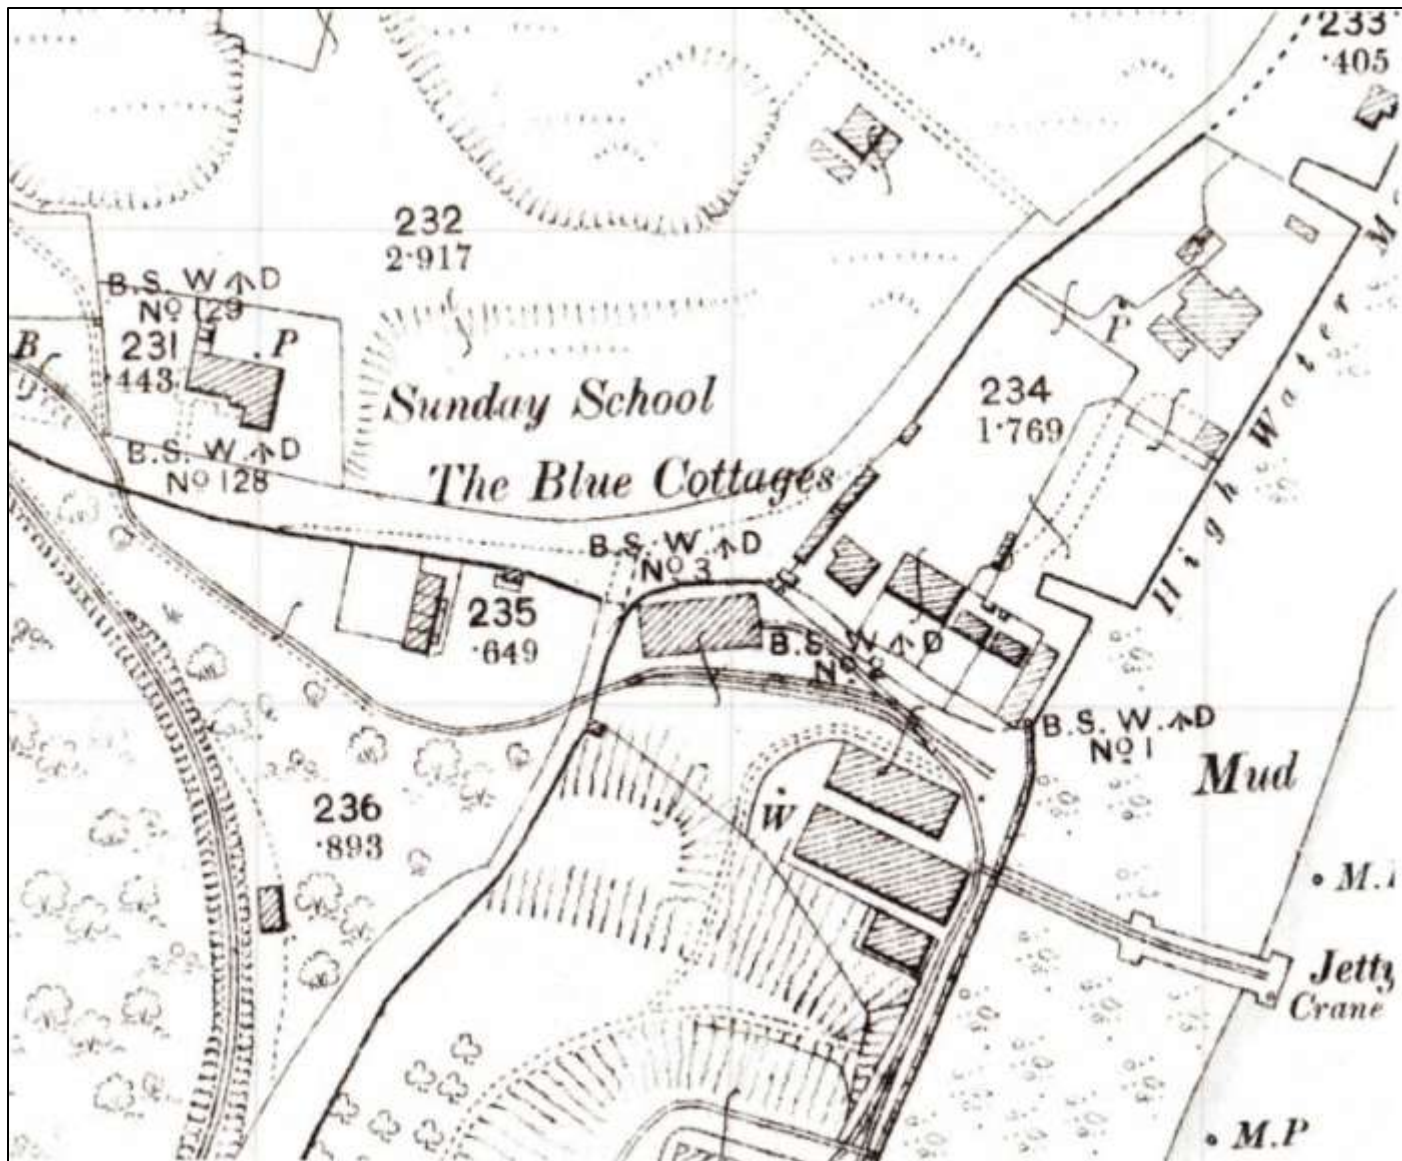 233
·405
232
2·917
B.S. W↑D
No 129
231
·443
P
B
Sunday School
The Blue Cottages
B.S. W.↑D
No 128
P
234
1·769
High Water
B.S. W.↑D
No 3
235
·649
B.S. W.↑D
No 2
B.S. W.↑D
No 1
Mud
236
·893
W
Jetty
Crane
M.P